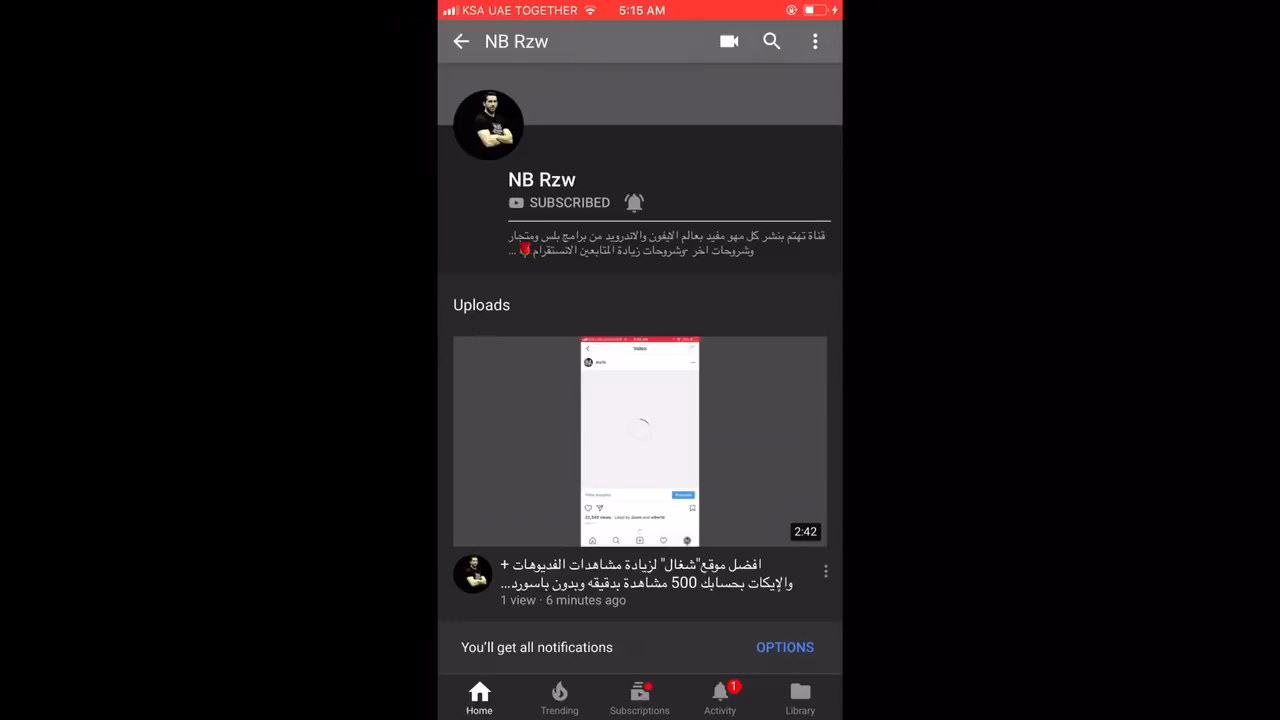 KSA UAE TOGETHER 5:15 AM
NB Rzw
NB Rzw
SUBSCRIBED
قناة تهتم بنشر كل مهو مفيد بعالم الايفون والاندرويد من برامج بلس ومتجار
وشروحات اخر -وشروحات زيادة المتابعين الانستقرام🌹...
Uploads
Video
2:42
افضل موقع"شغال" لزيادة مشاهدات الفديوهات +
والإيكات بحسابك 500 مشاهدة بدقيقه وبدون باسورد...
1 view · 6 minutes ago
You'll get all notifications OPTIONS
1
Home Trending Subscriptions Activity Library